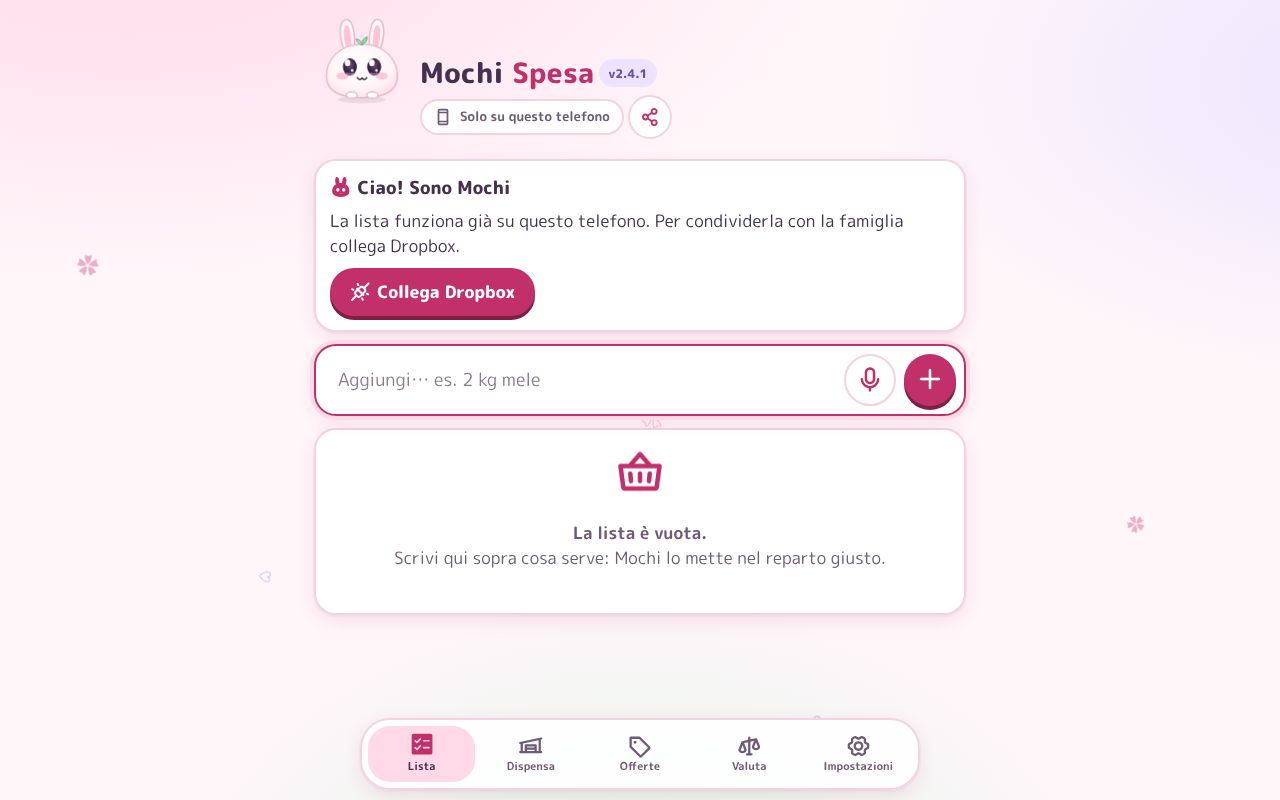 Mochi Spesa v2.4.1
Solo su questo telefono
Ciao! Sono Mochi
La lista funziona già su questo telefono. Per condividerla con la famiglia
collega Dropbox.
Collega Dropbox
Aggiungi… es. 2 kg mele
La lista è vuota.
Scrivi qui sopra cosa serve: Mochi lo mette nel reparto giusto.
Lista Dispensa Offerte Valuta Impostazioni